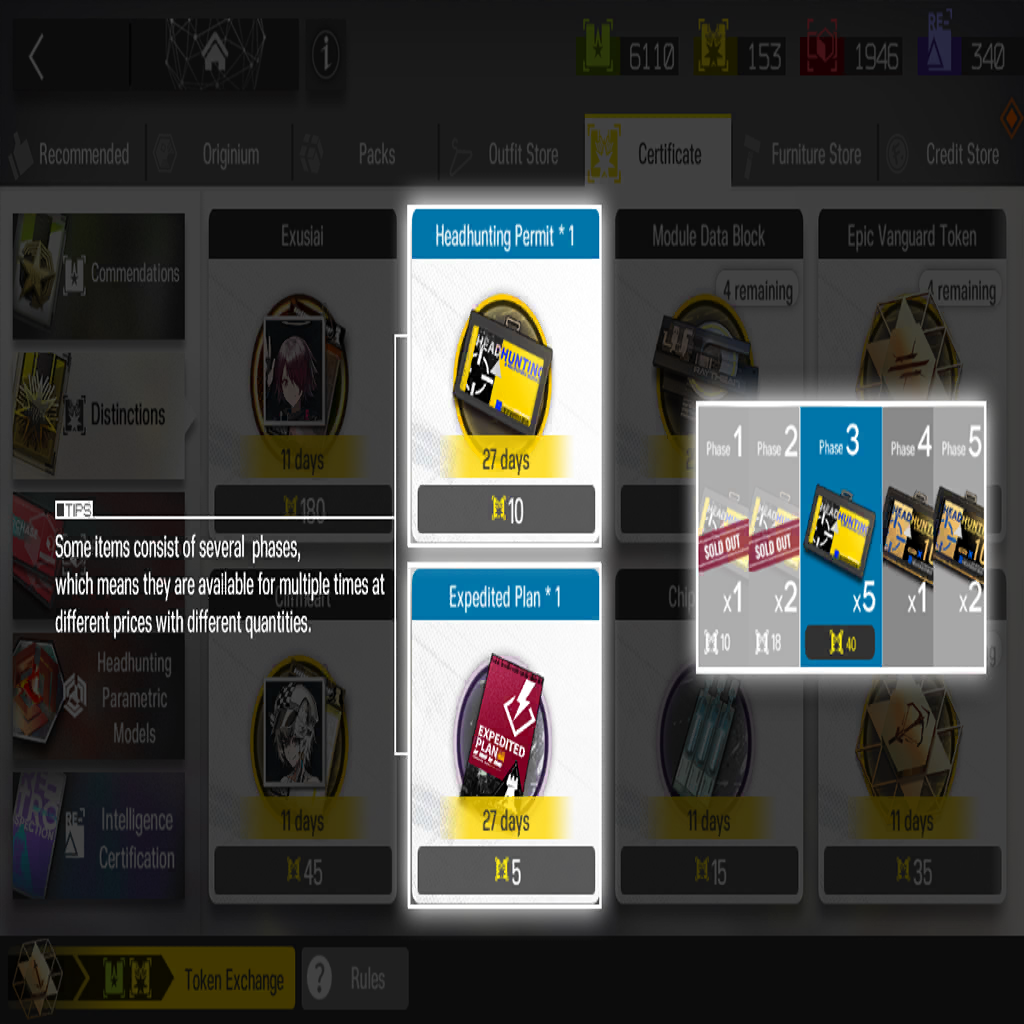 i
6110
153
1946
RE-
340
Recommended
Originium
Packs
Outfit Store
Certificate
Furniture Store
Credit Store
Commendations
Distinctions
Headhunting
Parametric
Models
RE-
Intelligence
Certification
Exusiai
11 days
180
Headhunting Permit * 1
HEADHUNTING
27 days
10
Module Data Block
4 remaining
Epic Vanguard Token
4 remaining
TIPS
Some items consist of several phases,
which means they are available for multiple times at
different prices with different quantities.
Phase 1
SOLD OUT
x1
10
Phase 2
SOLD OUT
x2
18
Phase 3
HEADHUNTING
x5
40
Phase 4
x1
Phase 5
x2
Cliffheart
11 days
45
Expedited Plan * 1
EXPEDITED
PLAN
27 days
5
11 days
15
11 days
35
Token Exchange
?
Rules